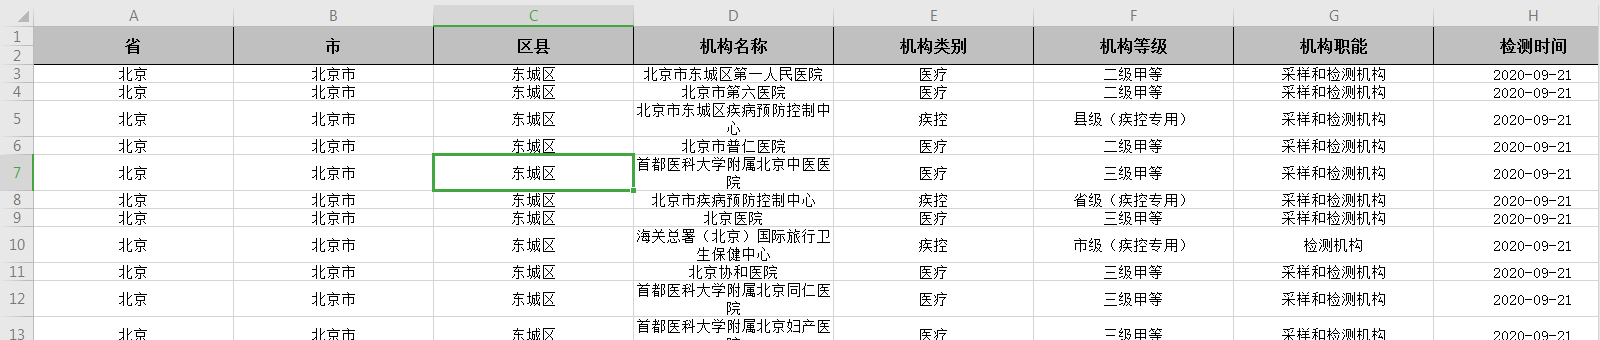 A B C D E F G H
1 省 市 区县 机构名称 机构类别 机构等级 机构职能 检测时间
2
3 北京 北京市 东城区 北京市东城区第一人民医院 医疗 二级甲等 采样和检测机构 2020-09-21
4 北京 北京市 东城区 北京市第六医院 医疗 二级甲等 采样和检测机构 2020-09-21
5 北京 北京市 东城区 北京市东城区疾病预防控制中
心 疾控 县级（疾控专用） 采样和检测机构 2020-09-21
6 北京 北京市 东城区 北京市普仁医院 医疗 二级甲等 采样和检测机构 2020-09-21
7 北京 北京市 东城区 首都医科大学附属北京中医医
院 医疗 三级甲等 采样和检测机构 2020-09-21
8 北京 北京市 东城区 北京市疾病预防控制中心 疾控 省级（疾控专用） 采样和检测机构 2020-09-21
9 北京 北京市 东城区 北京医院 医疗 三级甲等 采样和检测机构 2020-09-21
10 北京 北京市 东城区 海关总署（北京）国际旅行卫
生保健中心 疾控 市级（疾控专用） 检测机构 2020-09-21
11 北京 北京市 东城区 北京协和医院 医疗 三级甲等 采样和检测机构 2020-09-21
12 北京 北京市 东城区 首都医科大学附属北京同仁医
院 医疗 三级甲等 采样和检测机构 2020-09-21
13 北京 北京市 东城区 首都医科大学附属北京妇产医
医疗 三级甲等 采样和检测机构 2020-09-21